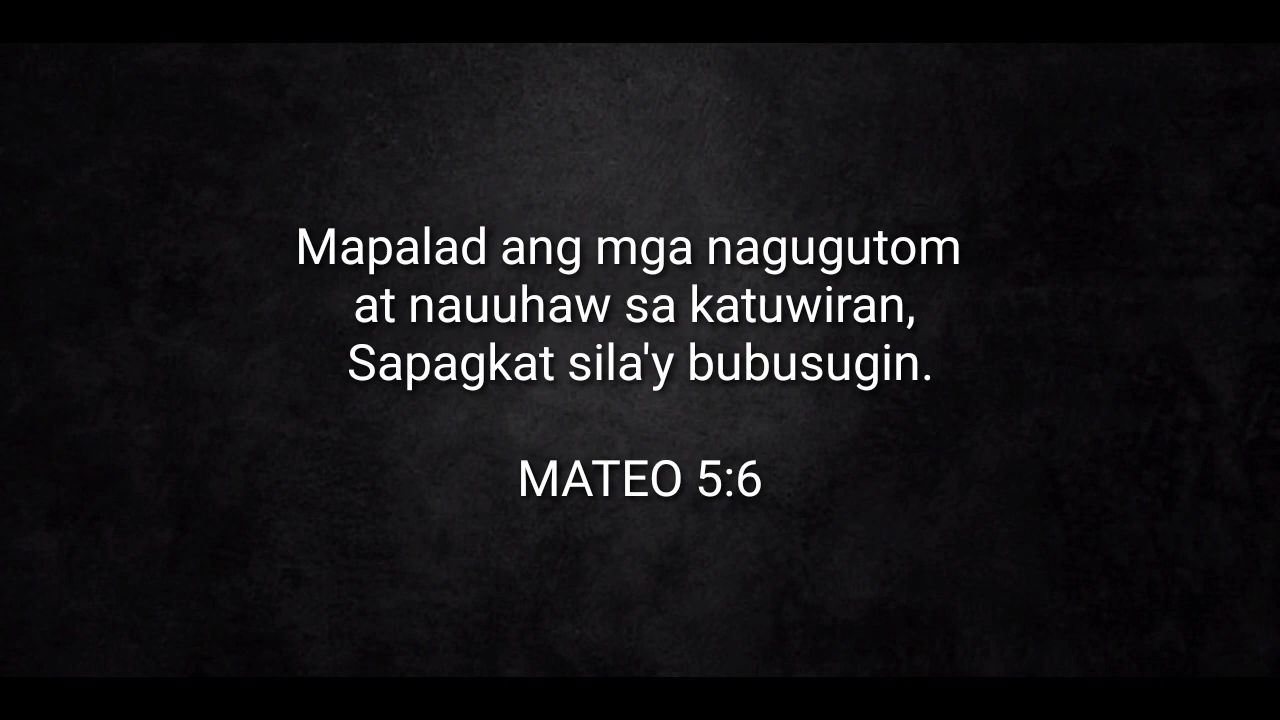 Mapalad ang mga nagugutom
at nauuhaw sa katuwiran,
Sapagkat sila'y bubusugin.
MATEO 5:6